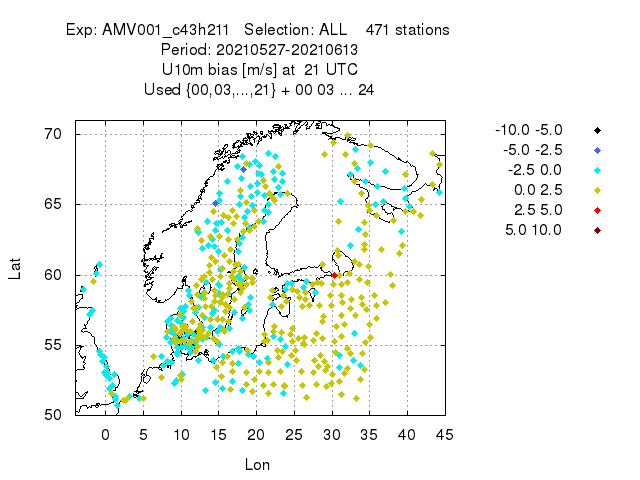 Exp: AMV001_c43h211 Selection: ALL 471 stations
Period: 20210527-20210613
U10m bias [m/s] at 21 UTC
Used {00,03,...,21} + 00 03 ... 24
-10.0 -5.0
-5.0 -2.5
-2.5 0.0
0.0 2.5
2.5 5.0
5.0 10.0
70
65
60
55
50
Lat
0 5 10 15 20 25 30 35 40 45
Lon